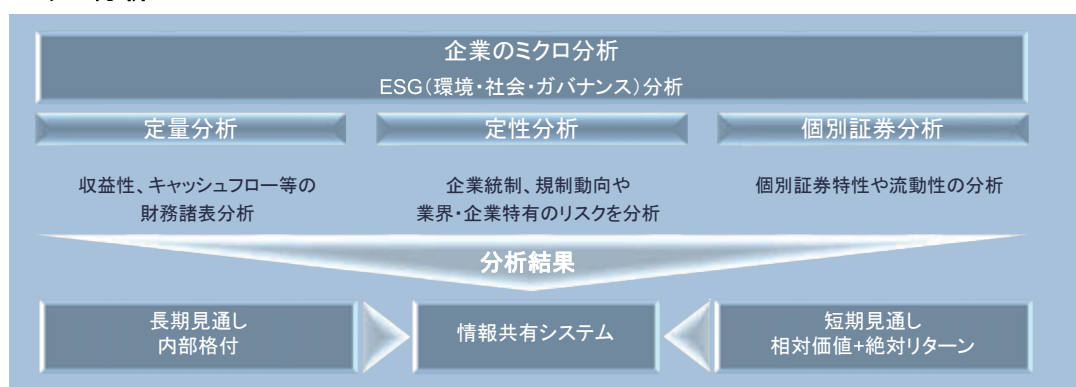 企業のミクロ分析
ESG(環境・社会・ガバナンス)分析
定量分析
定性分析
個別証券分析
収益性、キャッシュフロー等の
財務諸表分析
企業統制、規制動向や
業界・企業特有のリスクを分析
個別証券特性や流動性の分析
分析結果
長期見通し
内部格付
情報共有システム
短期見通し
相対価値+絶対リターン